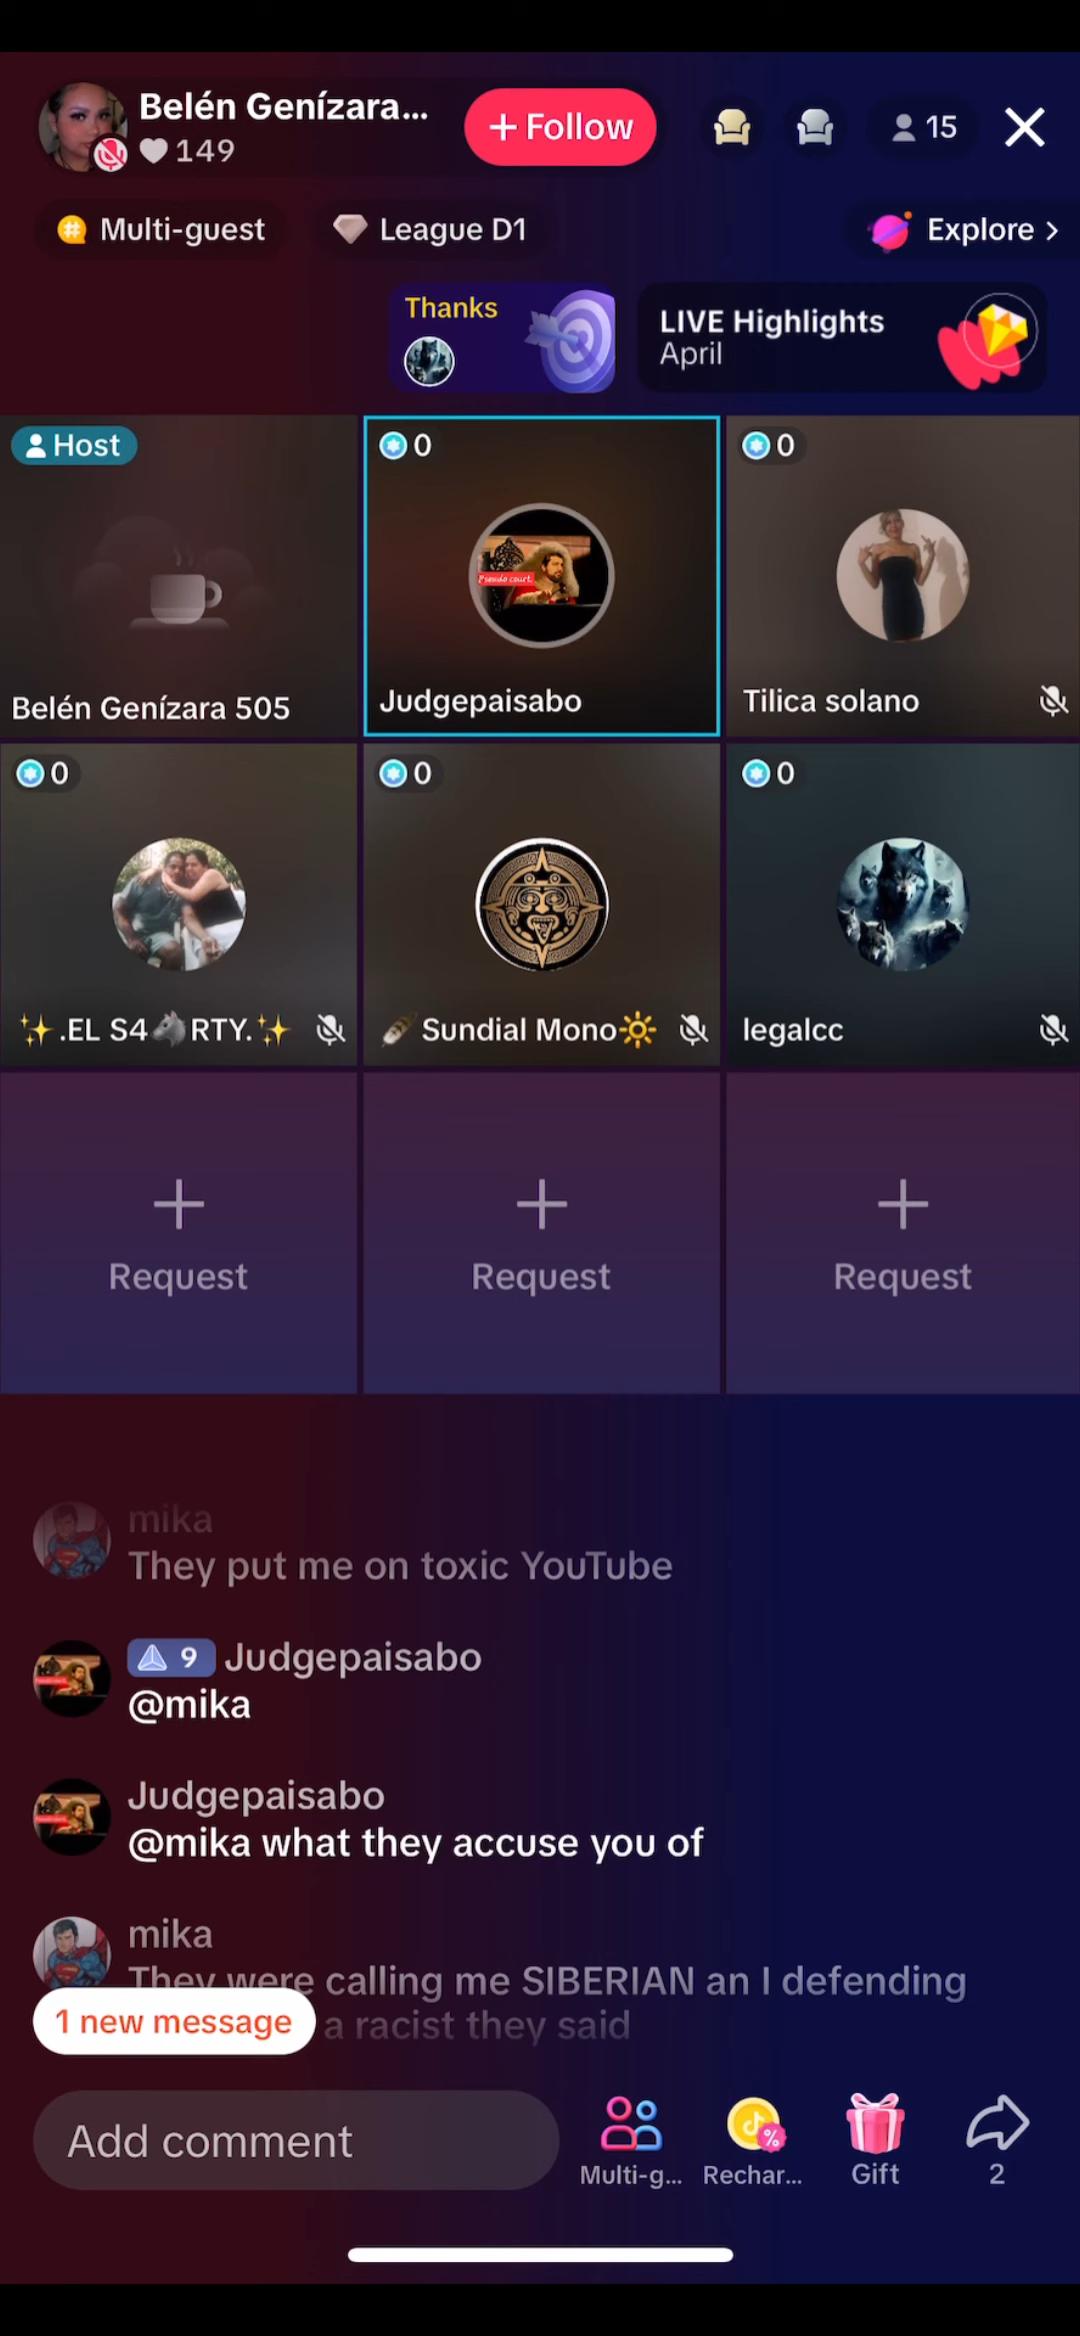 Belén Genízara...
149
+ Follow
15
Multi-guest
League D1
Explore >
Thanks
LIVE Highlights
April
Host
0
0
Pseudo court.
Belén Genízara 505
Judgepaisabo
Tilica solano
0
0
0
✨.EL S4🐴RTY.✨
🪶Sundial Mono☀️
legalcc
+
+
+
Request
Request
Request
mika
They put me on toxic YouTube
9 Judgepaisabo
@mika
Judgepaisabo
@mika what they accuse you of
mika
They were calling me SIBERIAN an I defending
a racist they said
1 new message
Add comment
Multi-g...
Rechar...
Gift
2